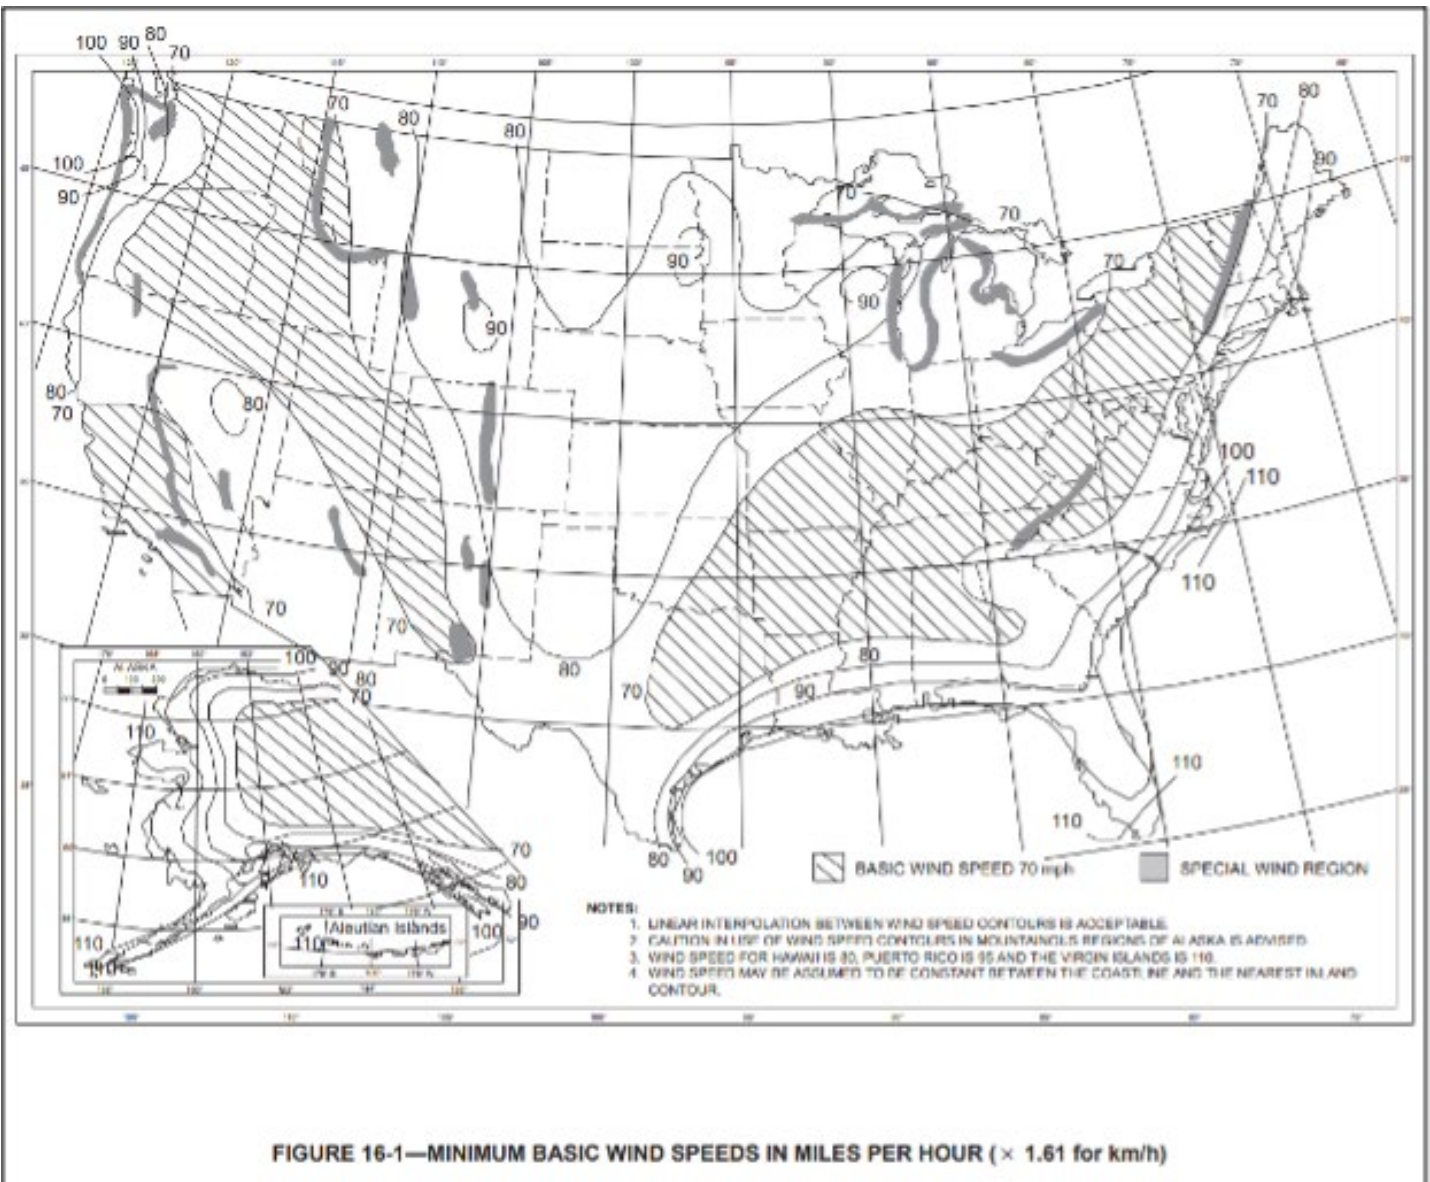 100 90 80 70
70
80
80
70 80
100
90
70
70
90
90
70
90
90
80
80
70
100
110
110
70
70
80
80
70
90
100 90 80 70
ALASKA
110
110
110
70
80
90
100
110
80 90 100
110
Aleutian Islands
110
BASIC WIND SPEED 70 mph
SPECIAL WIND REGION
NOTES:
1. LINEAR INTERPOLATION BETWEEN WIND SPEED CONTOURS IS ACCEPTABLE.
2. CAUTION IN USE OF WIND SPEED CONTOURS IN MOUNTAINOUS REGIONS OF ALASKA IS ADVISED.
3. WIND SPEED FOR HAWAII IS 80, PUERTO RICO IS 95 AND THE VIRGIN ISLANDS IS 110.
4. WIND SPEED MAY BE ASSUMED TO BE CONSTANT BETWEEN THE COASTLINE AND THE NEAREST INLAND
CONTOUR.
FIGURE 16-1—MINIMUM BASIC WIND SPEEDS IN MILES PER HOUR (× 1.61 for km/h)